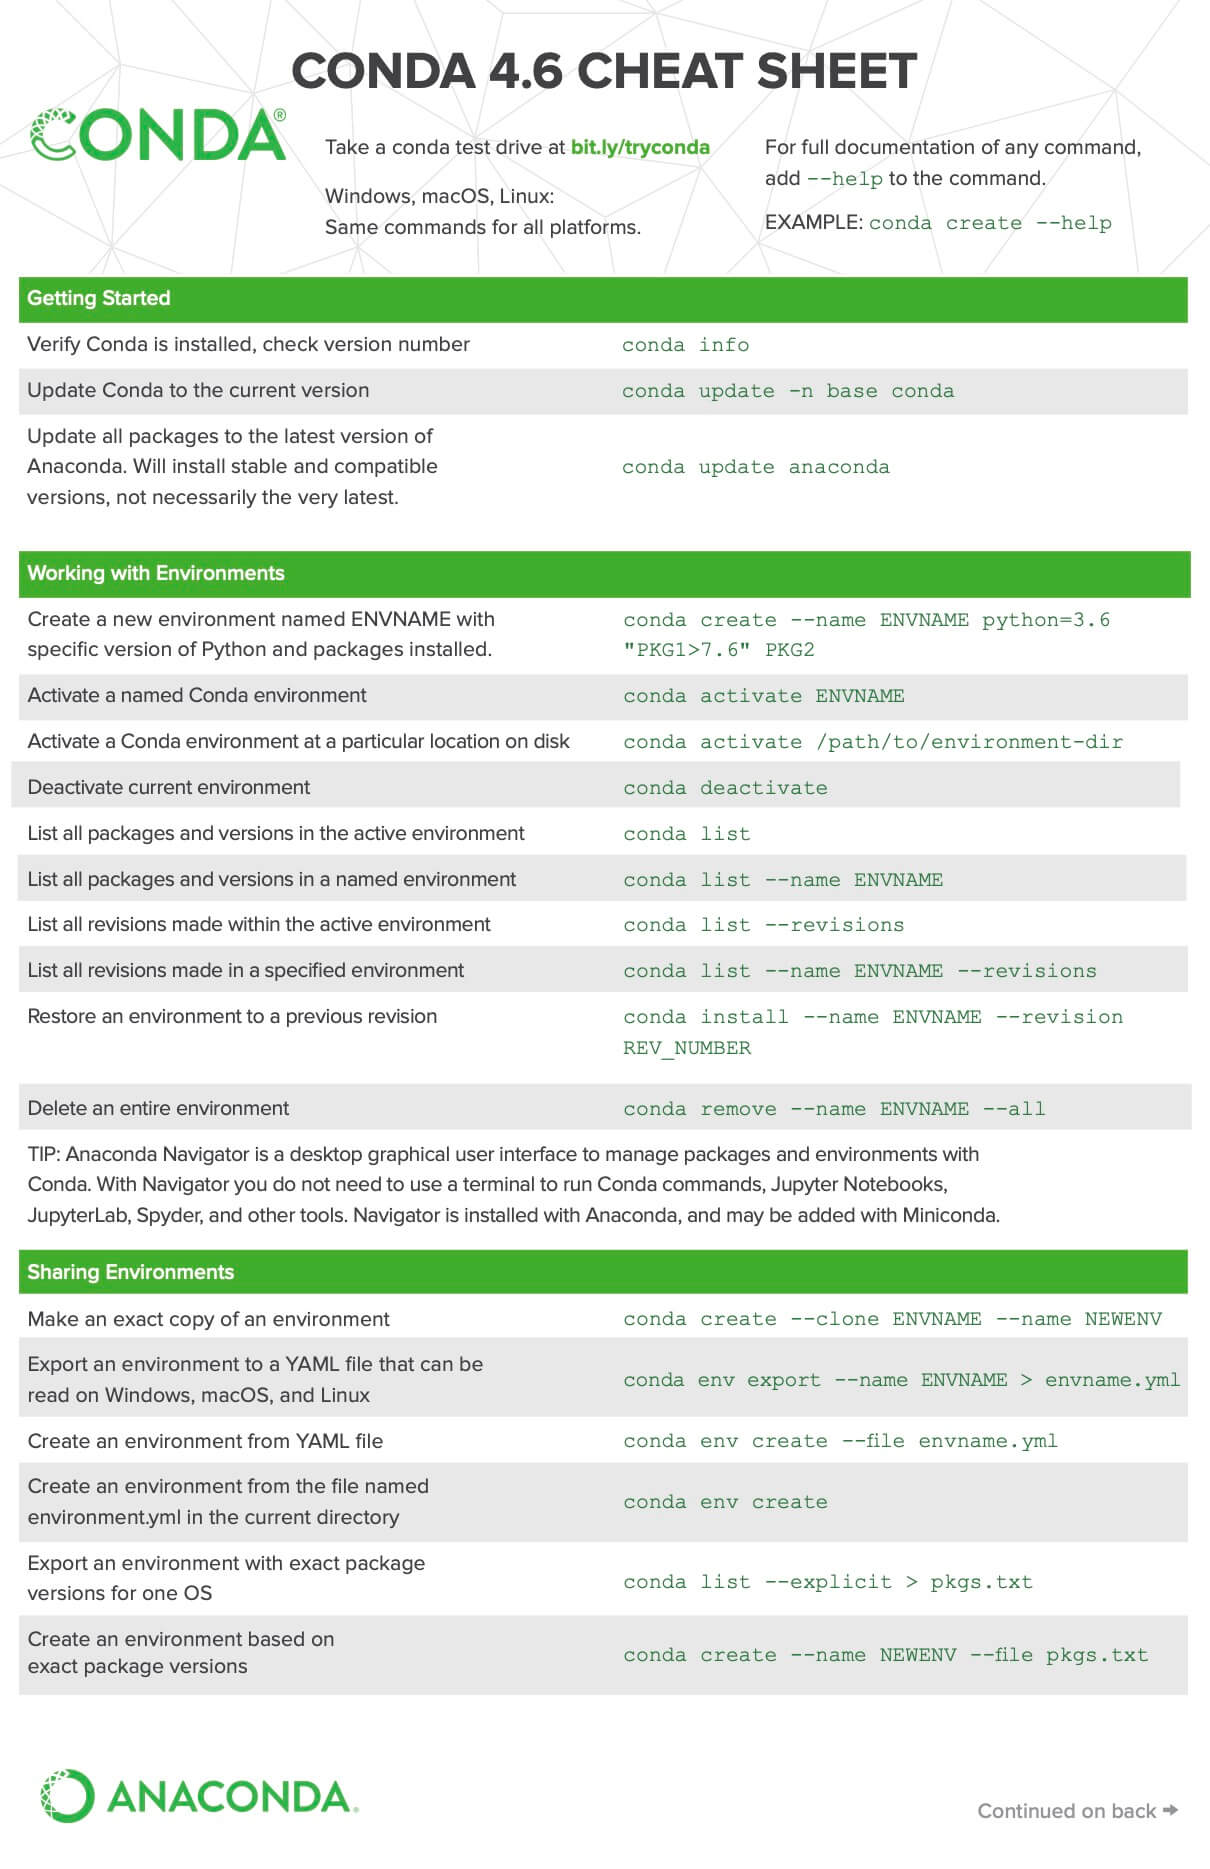 CONDA 4.6 CHEAT SHEET
CONDA®
Take a conda test drive at bit.ly/tryconda
Windows, macOS, Linux:
Same commands for all platforms.
For full documentation of any command,
add --help to the command.
EXAMPLE: conda create --help
Getting Started
Verify Conda is installed, check version number conda info
Update Conda to the current version conda update -n base conda
Update all packages to the latest version of
Anaconda. Will install stable and compatible conda update anaconda
versions, not necessarily the very latest.
Working with Environments
Create a new environment named ENVNAME with conda create --name ENVNAME python=3.6
specific version of Python and packages installed. "PKG1>7.6" PKG2
Activate a named Conda environment conda activate ENVNAME
Activate a Conda environment at a particular location on disk conda activate /path/to/environment-dir
Deactivate current environment conda deactivate
List all packages and versions in the active environment conda list
List all packages and versions in a named environment conda list --name ENVNAME
List all revisions made within the active environment conda list --revisions
List all revisions made in a specified environment conda list --name ENVNAME --revisions
Restore an environment to a previous revision conda install --name ENVNAME --revision
REV_NUMBER
Delete an entire environment conda remove --name ENVNAME --all
TIP: Anaconda Navigator is a desktop graphical user interface to manage packages and environments with
Conda. With Navigator you do not need to use a terminal to run Conda commands, Jupyter Notebooks,
JupyterLab, Spyder, and other tools. Navigator is installed with Anaconda, and may be added with Miniconda.
Sharing Environments
Make an exact copy of an environment conda create --clone ENVNAME --name NEWENV
Export an environment to a YAML file that can be
read on Windows, macOS, and Linux conda env export --name ENVNAME > envname.yml
Create an environment from YAML file conda env create --file envname.yml
Create an environment from the file named
environment.yml in the current directory conda env create
Export an environment with exact package
versions for one OS conda list --explicit > pkgs.txt
Create an environment based on
exact package versions conda create --name NEWENV --file pkgs.txt
ANACONDA.
Continued on back ➡